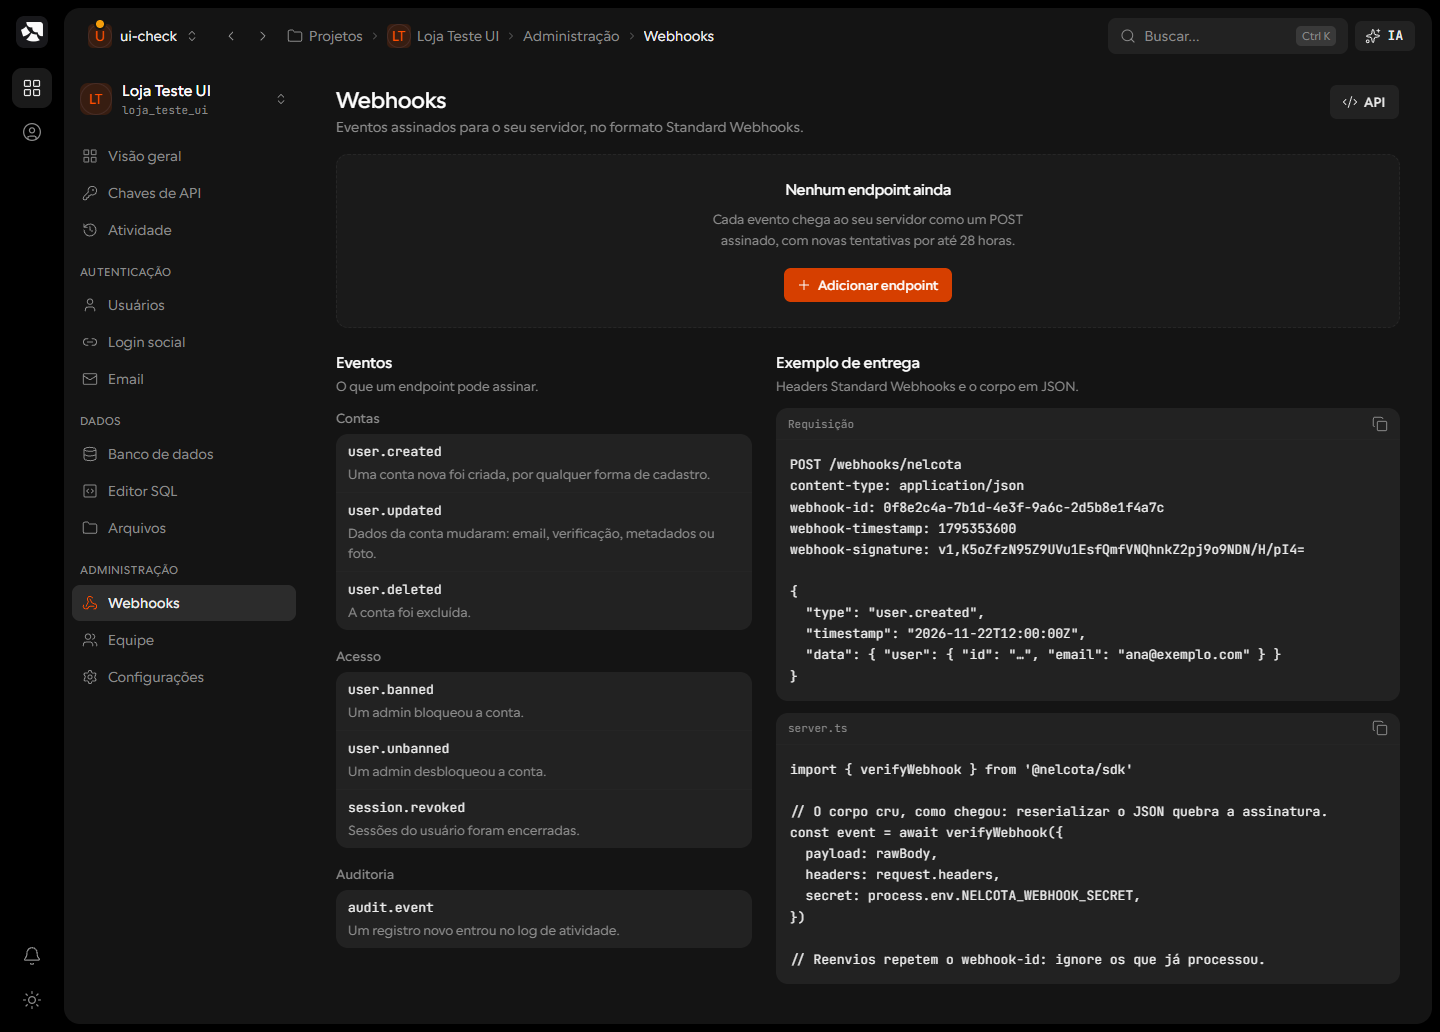 U
ui-check
Projetos
LT
Loja Teste UI
Administração
Webhooks
Buscar...
Ctrl K
IA
LT
Loja Teste UI
loja_teste_ui
Visão geral
Chaves de API
Atividade
AUTENTICAÇÃO
Usuários
Login social
Email
DADOS
Banco de dados
Editor SQL
Arquivos
ADMINISTRAÇÃO
Webhooks
Equipe
Configurações
Webhooks
Eventos assinados para o seu servidor, no formato Standard Webhooks.
API
Nenhum endpoint ainda
Cada evento chega ao seu servidor como um POST
assinado, com novas tentativas por até 28 horas.
Adicionar endpoint
Eventos
O que um endpoint pode assinar.
Contas
user.created
Uma conta nova foi criada, por qualquer forma de cadastro.
user.updated
Dados da conta mudaram: email, verificação, metadados ou
foto.
user.deleted
A conta foi excluída.
Acesso
user.banned
Um admin bloqueou a conta.
user.unbanned
Um admin desbloqueou a conta.
session.revoked
Sessões do usuário foram encerradas.
Auditoria
audit.event
Um registro novo entrou no log de atividade.
Exemplo de entrega
Headers Standard Webhooks e o corpo em JSON.
Requisição
POST /webhooks/nelcota
content-type: application/json
webhook-id: 0f8e2c4a-7b1d-4e3f-9a6c-2d5b8e1f4a7c
webhook-timestamp: 1795353600
webhook-signature: v1,K5oZfzN95Z9UVu1EsfQmfVNQhnkZ2pj9o9NDN/H/pI4=
{
  "type": "user.created",
  "timestamp": "2026-11-22T12:00:00Z",
  "data": { "user": { "id": "…", "email": "ana@exemplo.com" } }
}
server.ts
import { verifyWebhook } from '@nelcota/sdk'
// O corpo cru, como chegou: reserializar o JSON quebra a assinatura.
const event = await verifyWebhook({
  payload: rawBody,
  headers: request.headers,
  secret: process.env.NELCOTA_WEBHOOK_SECRET,
})
// Reenvios repetem o webhook-id: ignore os que já processou.